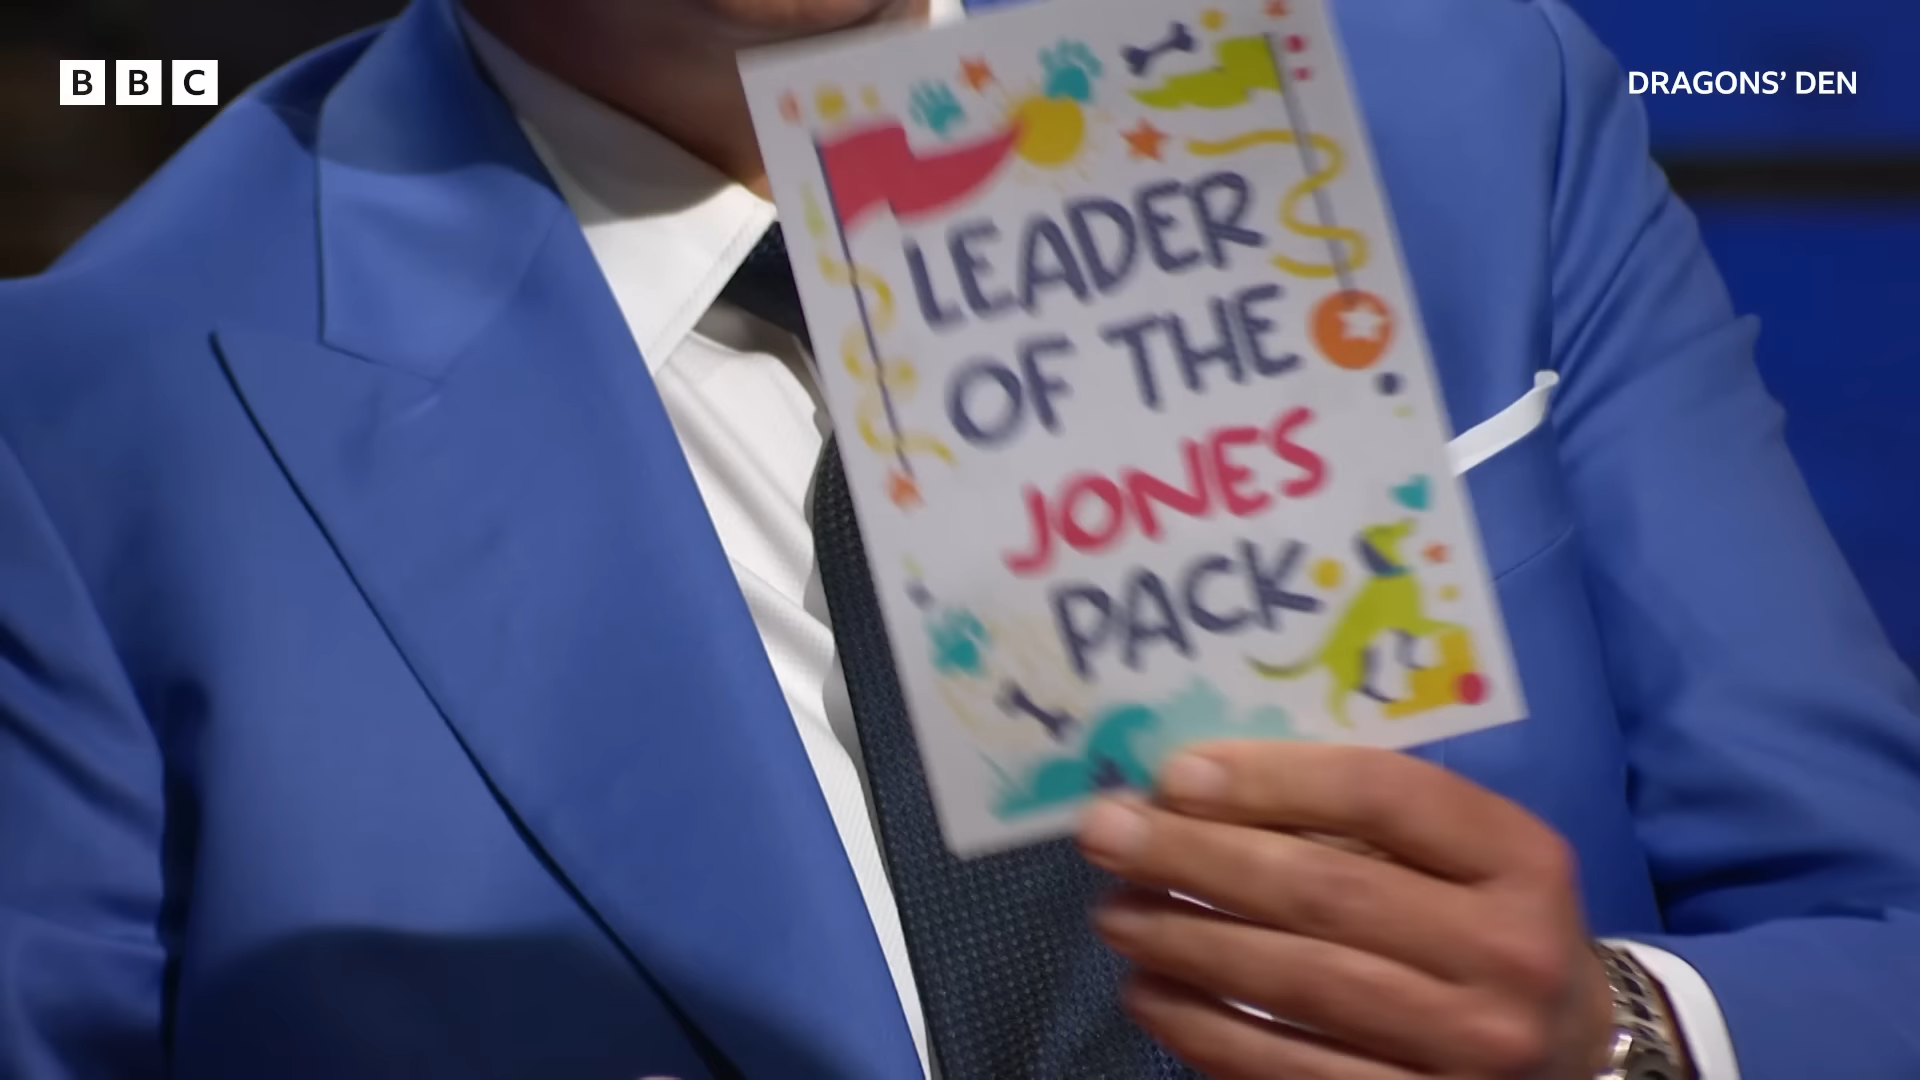 BBC
DRAGONS' DEN
LEADER
OF THE
JONES
PACK